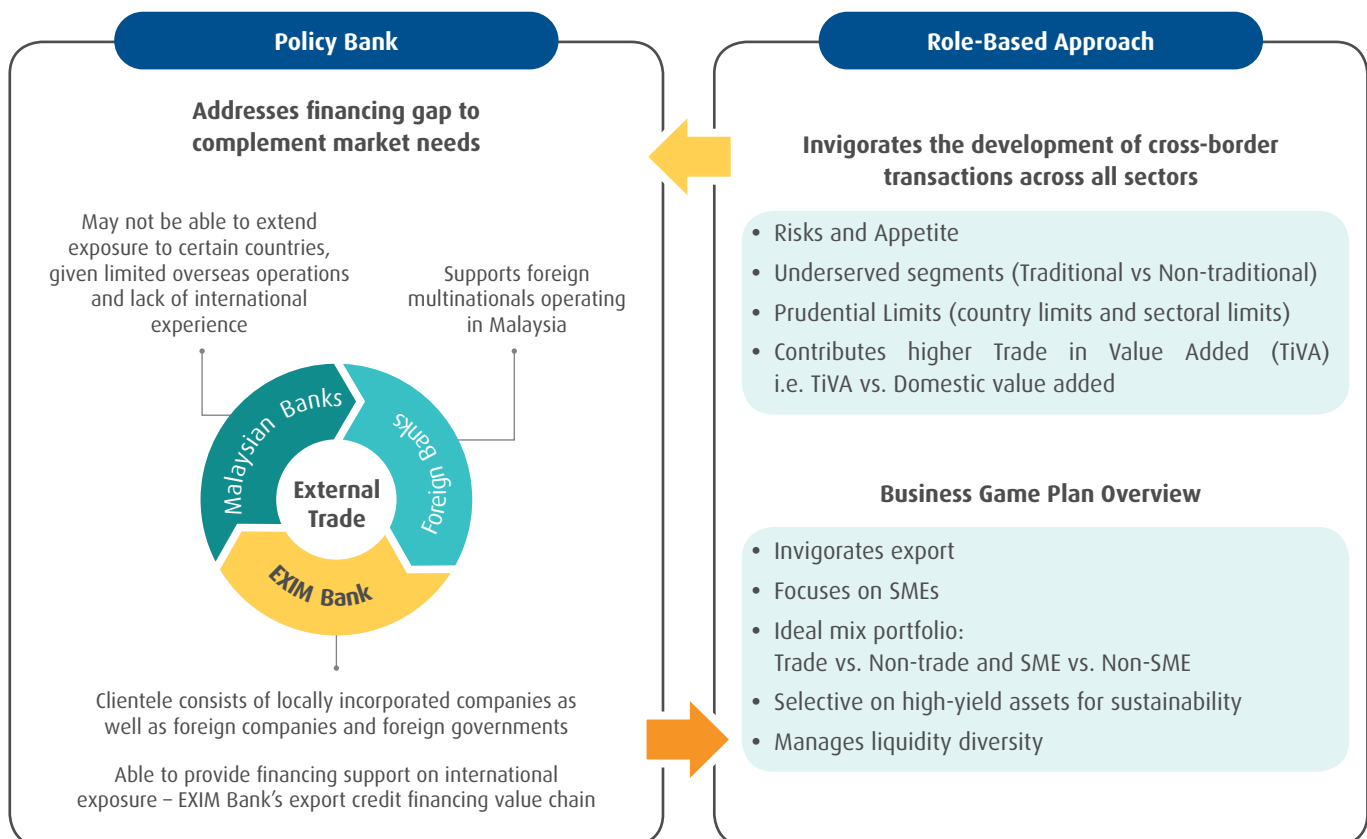 Policy Bank
Addresses financing gap to
complement market needs
May not be able to extend
exposure to certain countries,
given limited overseas operations
and lack of international
experience
Supports foreign
multinationals operating
in Malaysia
Malaysian Banks
Foreign Banks
External
Trade
EXIM Bank
Clientele consists of locally incorporated companies as
well as foreign companies and foreign governments
Able to provide financing support on international
exposure – EXIM Bank's export credit financing value chain
Role-Based Approach
Invigorates the development of cross-border
transactions across all sectors
• Risks and Appetite
• Underserved segments (Traditional vs Non-traditional)
• Prudential Limits (country limits and sectoral limits)
• Contributes higher Trade in Value Added (TiVA)
i.e. TiVA vs. Domestic value added
Business Game Plan Overview
• Invigorates export
• Focuses on SMEs
• Ideal mix portfolio:
Trade vs. Non-trade and SME vs. Non-SME
• Selective on high-yield assets for sustainability
• Manages liquidity diversity